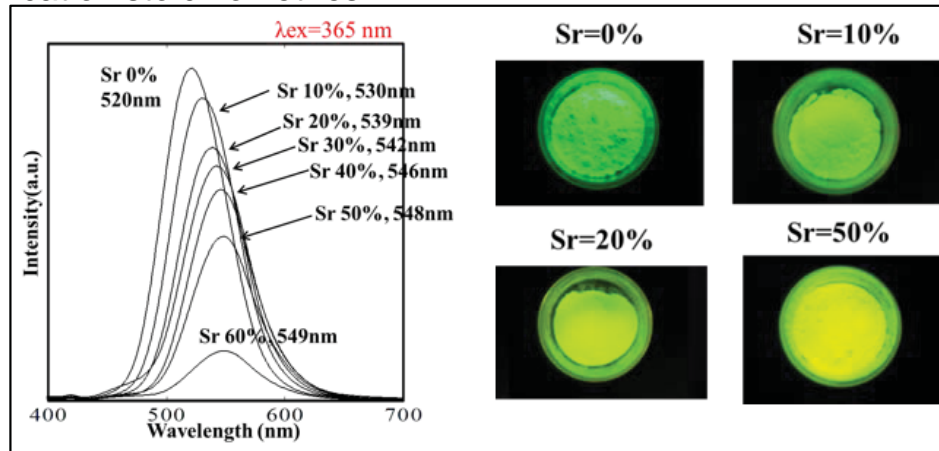 λex=365 nm
Sr 0%
520nm
Sr 10%, 530nm
Sr 20%, 539nm
Sr 30%, 542nm
Sr 40%, 546nm
Sr 50%, 548nm
Sr 60%, 549nm
Intensity(a.u.)
400
500
600
700
Wavelength (nm)
Sr=0%
Sr=10%
Sr=20%
Sr=50%